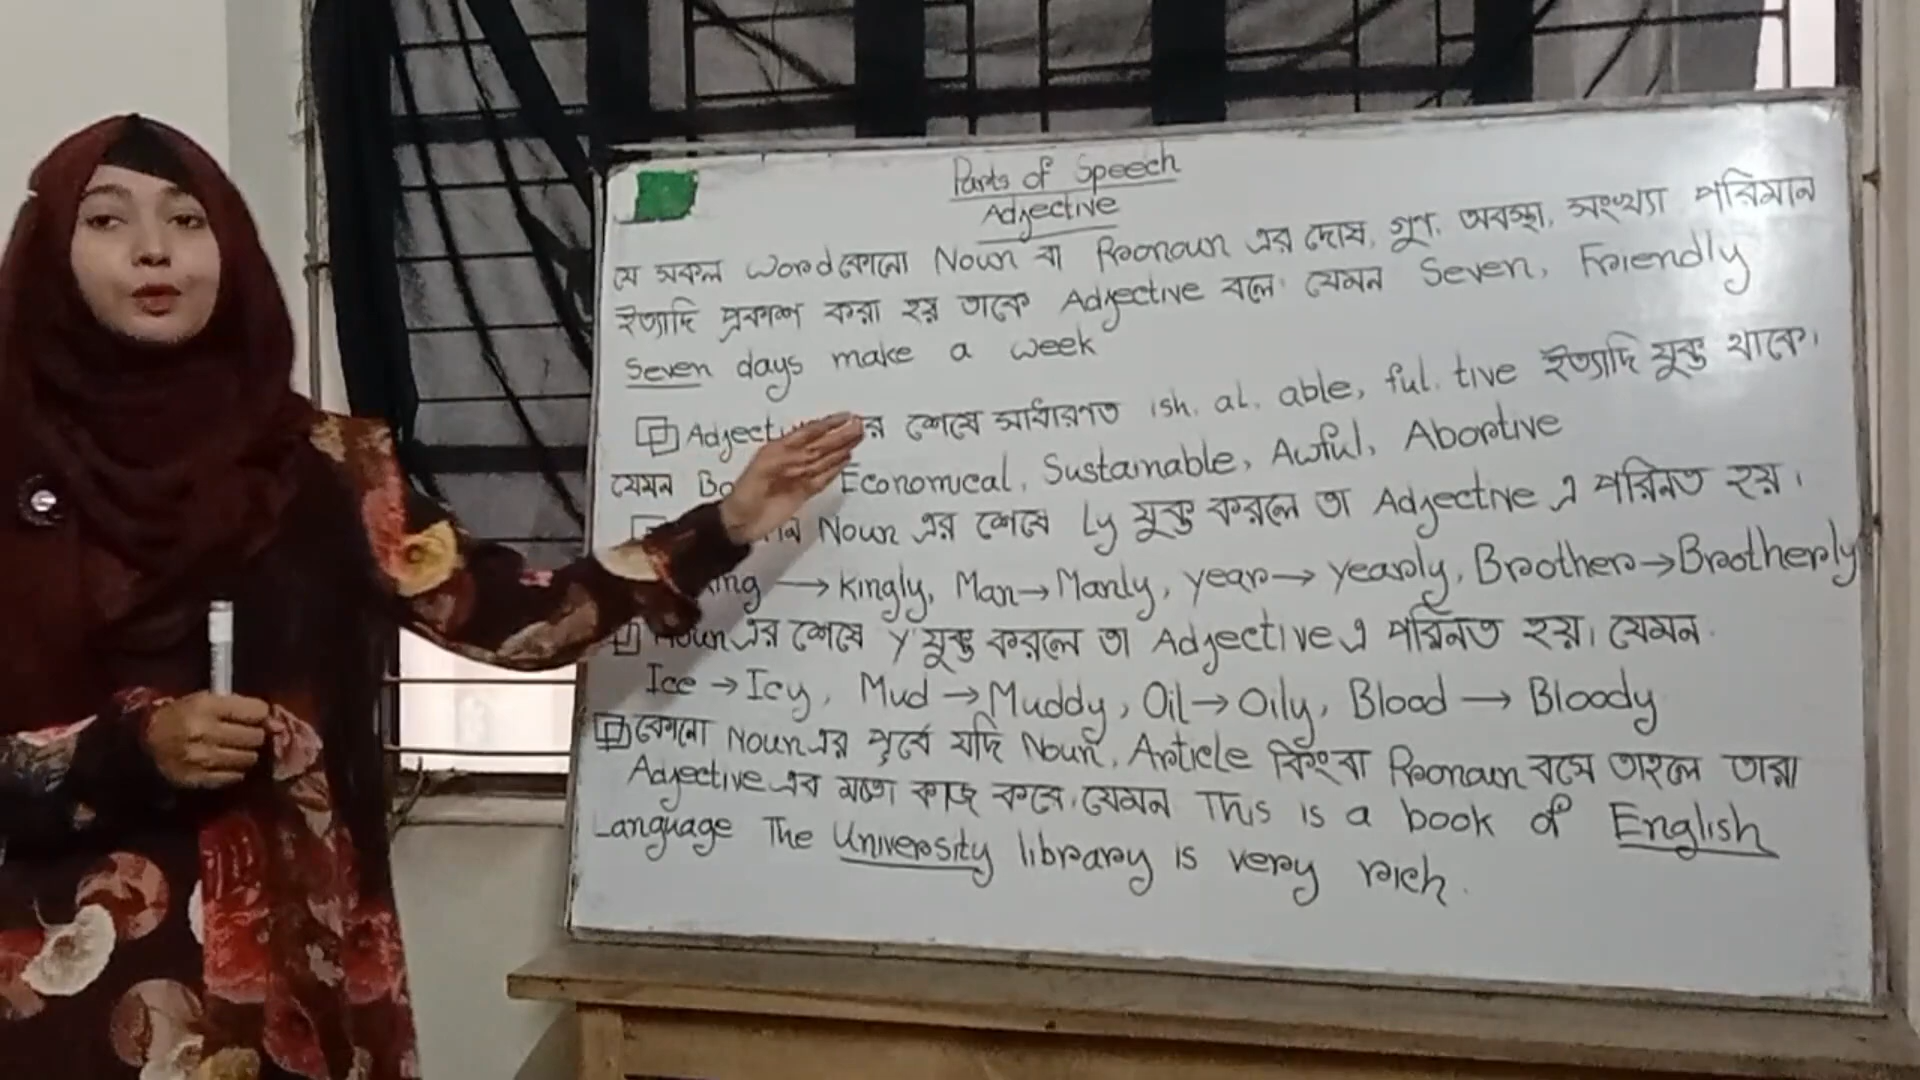 Parts of Speech
Adjective
যে সকল Word কোনো Noun বা Pronoun এর দোষ, গুণ, অবস্থা, সংখ্যা পরিমান
ইত্যাদি প্রকাশ করা হয় তাকে Adjective বলে। যেমন Seven, Friendly
Seven days make a week
Adjective এর শেষে সাধারণত ish. al. able, ful. tive ইত্যাদি যুক্ত থাকে।
যেমন Economical, Sustainable, Awful, Abortive
Noun এর শেষে ly যুক্ত করলে তা Adjective এ পরিনত হয়।
→ kingly, Man → Manly, year → yearly, Brother → Brotherly
Noun এর শেষে y যুক্ত করলে তা Adjective এ পরিনত হয়। যেমন
Ice → Icy, Mud → Muddy, Oil → Oily, Blood → Bloody
কোনো Noun এর পূর্বে যদি Noun, Article কিংবা Pronoun বসে তাহলে তারা
Adjective এর মতো কাজ করে। যেমন This is a book of English
Language The University library is very rich.